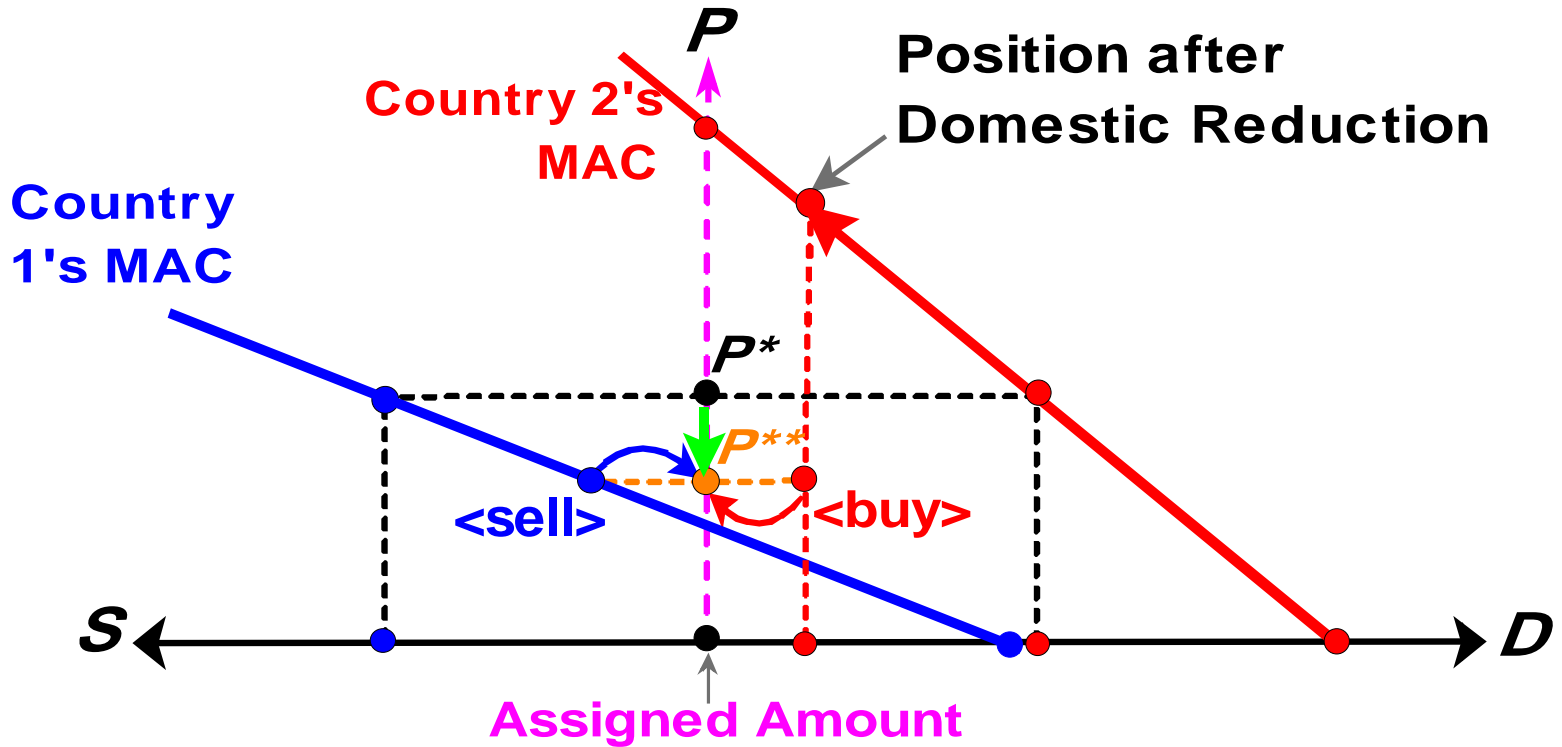 P
Position after
Domestic Reduction
Country 2's
MAC
Country
1's MAC
P*
P**
<sell>
<buy>
S
D
Assigned Amount